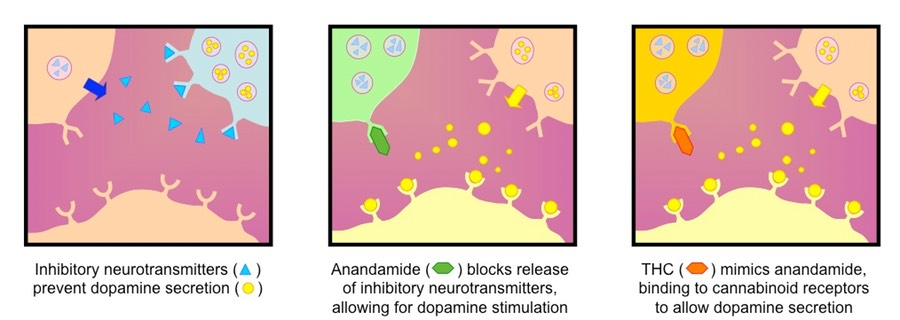 Inhibitory neurotransmitters ( )
prevent dopamine secretion ( )
Anandamide ( ) blocks release
of inhibitory neurotransmitters,
allowing for dopamine stimulation
THC ( ) mimics anandamide,
binding to cannabinoid receptors
to allow dopamine secretion